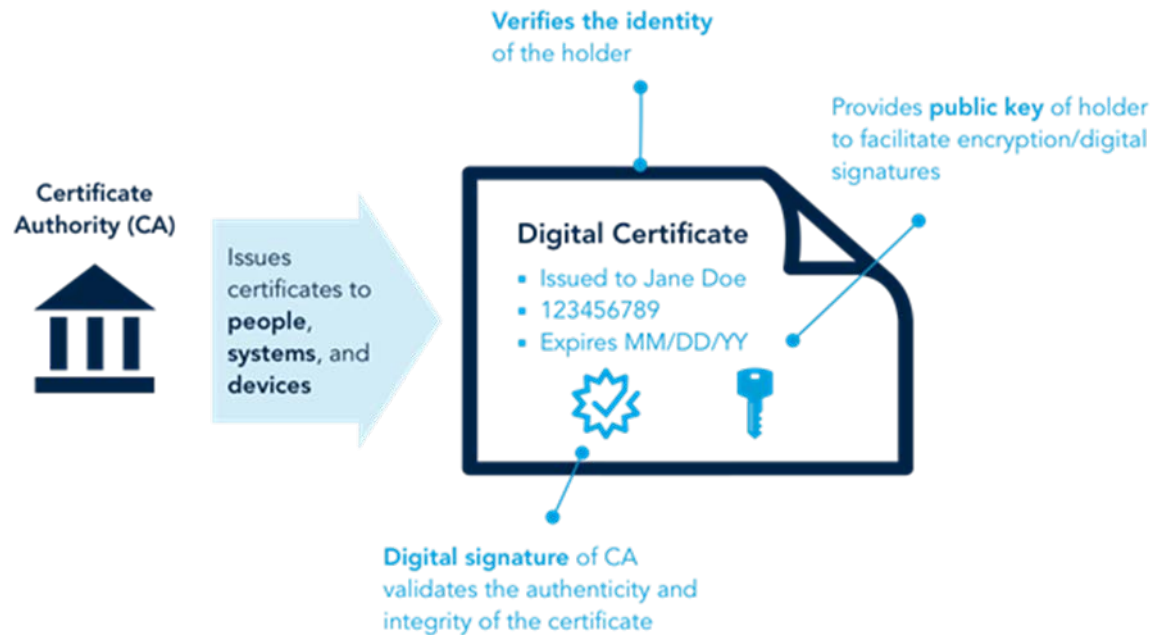 Verifies the identity
of the holder
Provides public key of holder
to facilitate encryption/digital
signatures
Certificate
Authority (CA)
Issues
certificates to
people,
systems, and
devices
Digital Certificate
▪ Issued to Jane Doe
▪ 123456789
▪ Expires MM/DD/YY
Digital signature of CA
validates the authenticity and
integrity of the certificate